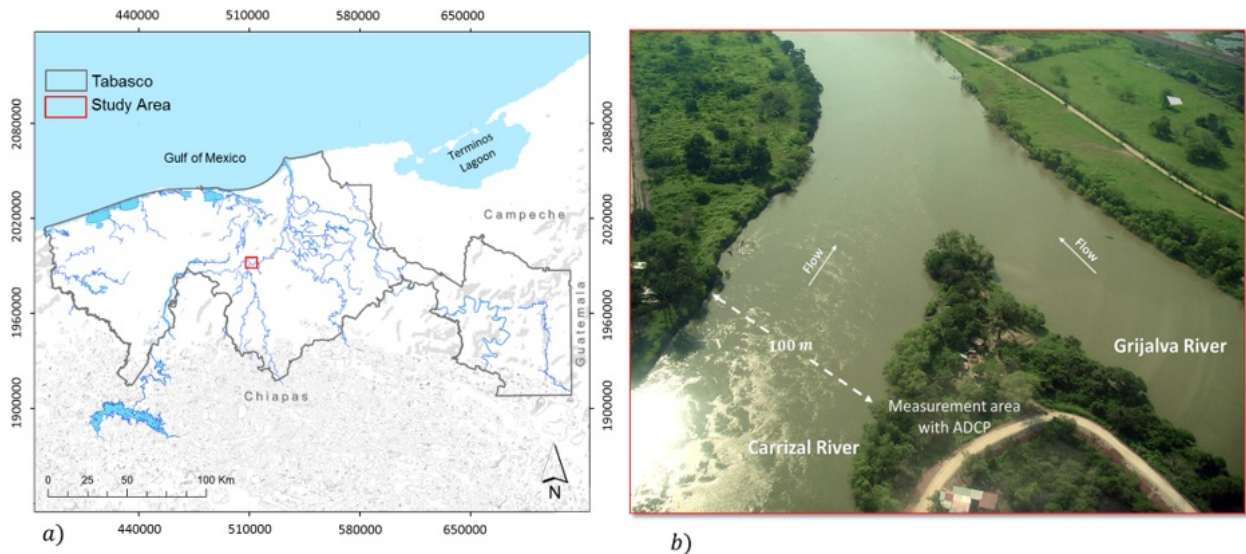 440000 510000 580000 650000
Tabasco
Study Area
2080000
2080000
Gulf of Mexico
Terminos
Lagoon
2020000
2020000
Campeche
1960000
1960000
Guatemala
1900000
1900000
Chiapas
0 25 50 100 Km
N
a)
440000 510000 580000 650000
Flow
Flow
100 m
Grijalva River
Measurement area
with ADCP
Carrizal River
b)